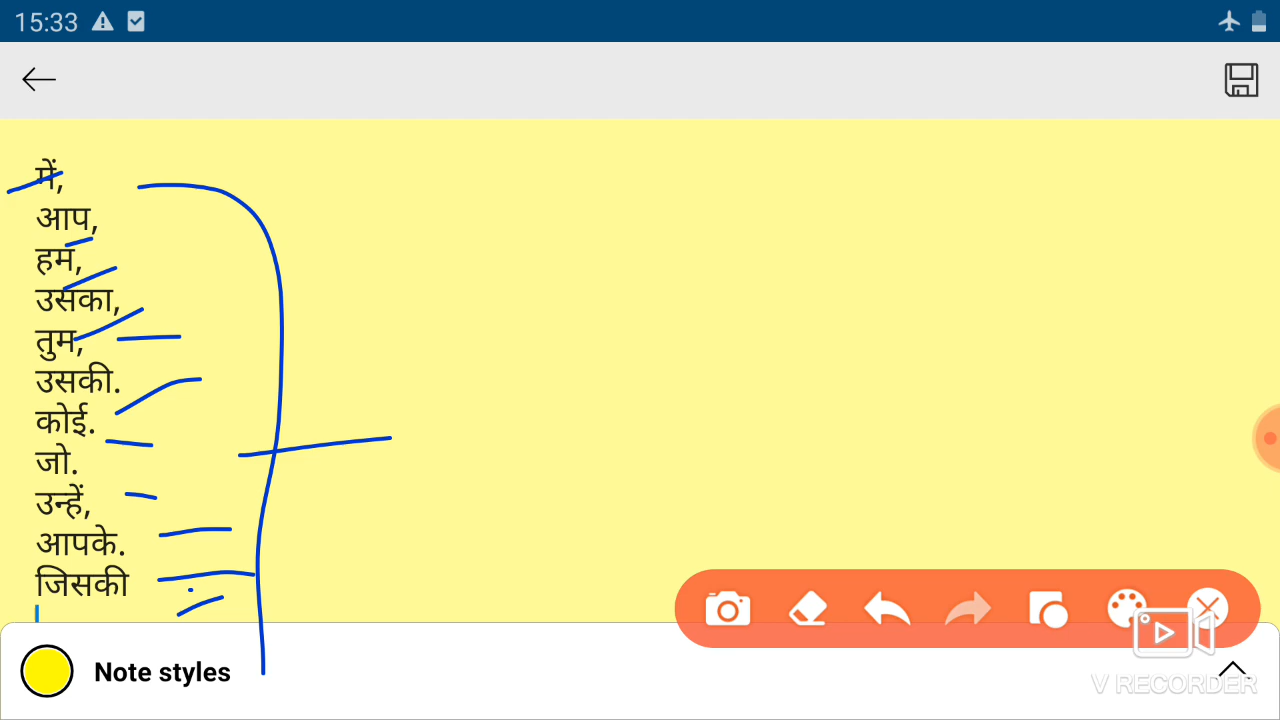 15:33
में,
आप,
हम,
उसका,
तुम,
उसकी.
कोई.
जो.
उन्हें,
आपके.
जिसकी
Note styles
V RECORDER